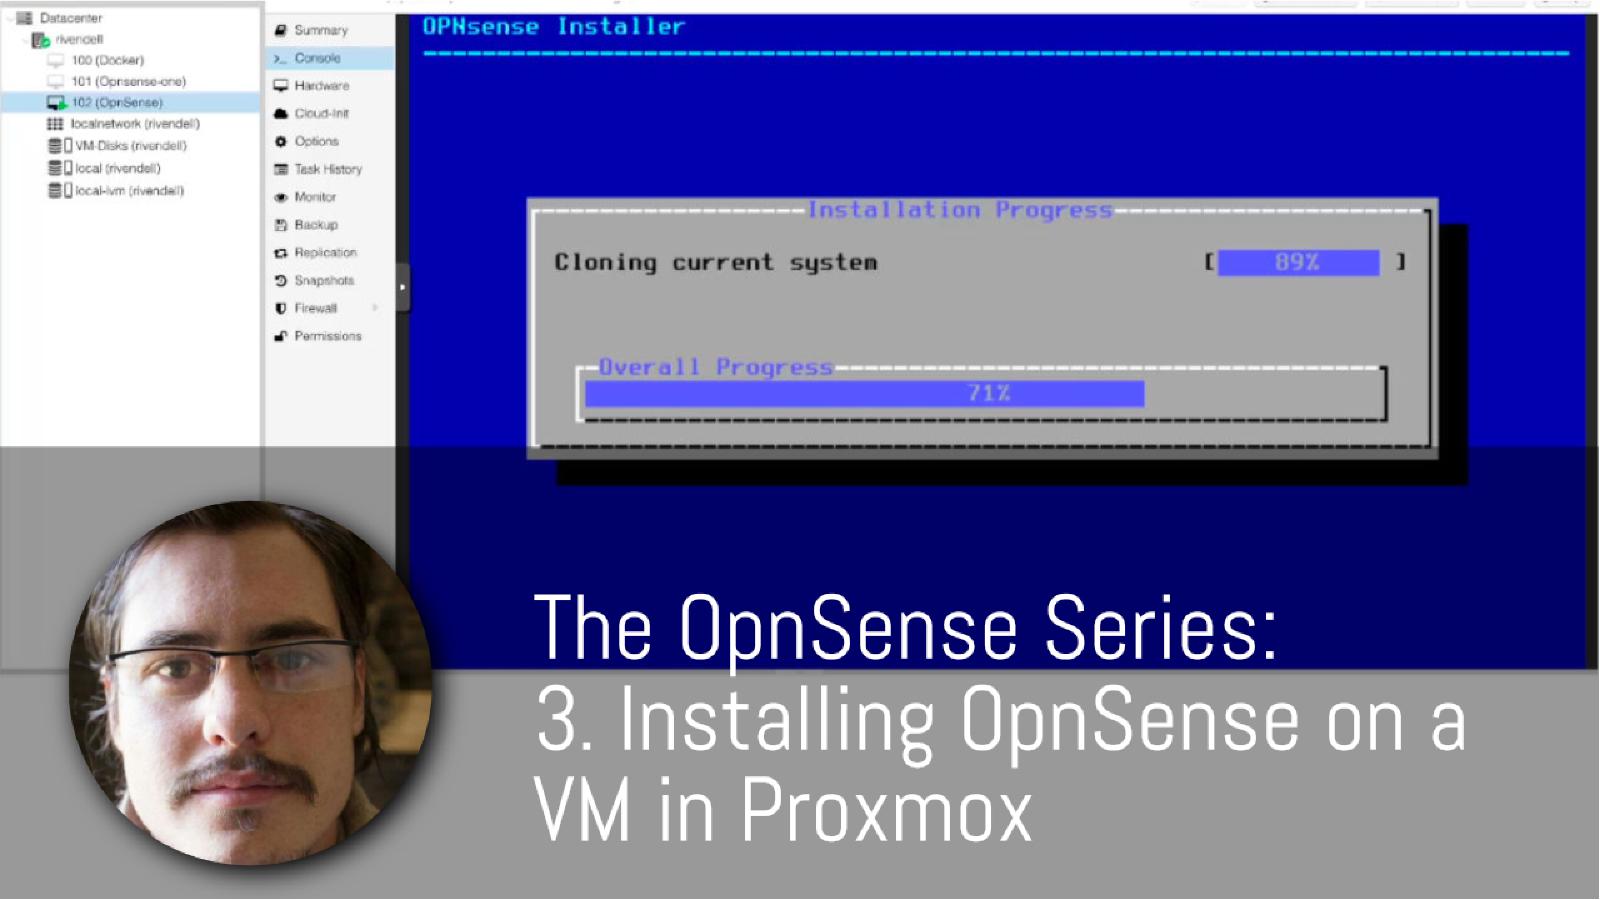 Datacenter
rivendell
100 (Docker)
101 (Opnsense-one)
102 (OpnSense)
localnetwork (rivendell)
VM-Disks (rivendell)
local (rivendell)
local-lvm (rivendell)
Summary
>_ Console
Hardware
Cloud-Init
Options
Task History
Monitor
Backup
Replication
Snapshots
Firewall
Permissions
OPNsense Installer
Installation Progress
Cloning current system [ 89% ]
Overall Progress
71%
The OpnSense Series:
3. Installing OpnSense on a
VM in Proxmox